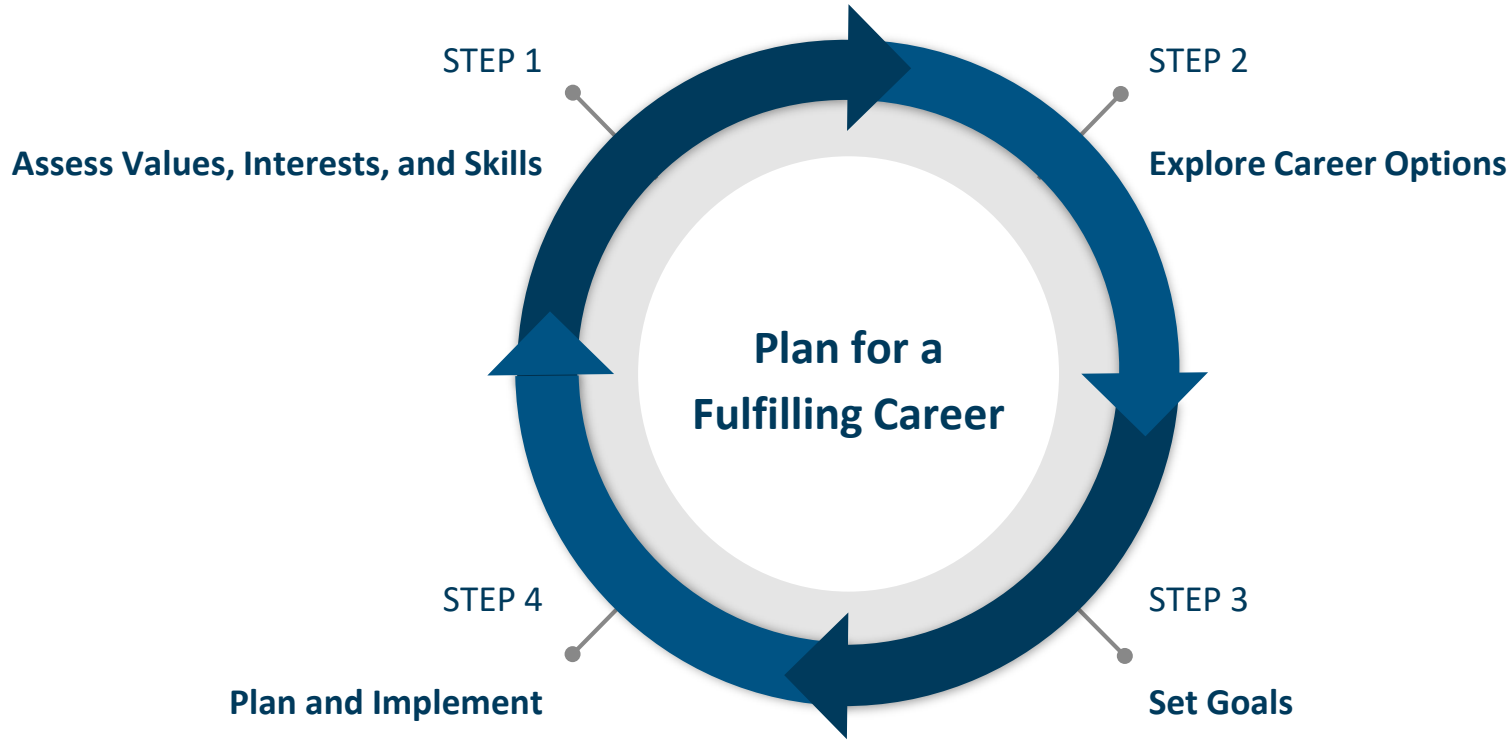 STEP 1
Assess Values, Interests, and Skills
STEP 2
Explore Career Options
Plan for a
Fulfilling Career
STEP 3
Set Goals
STEP 4
Plan and Implement